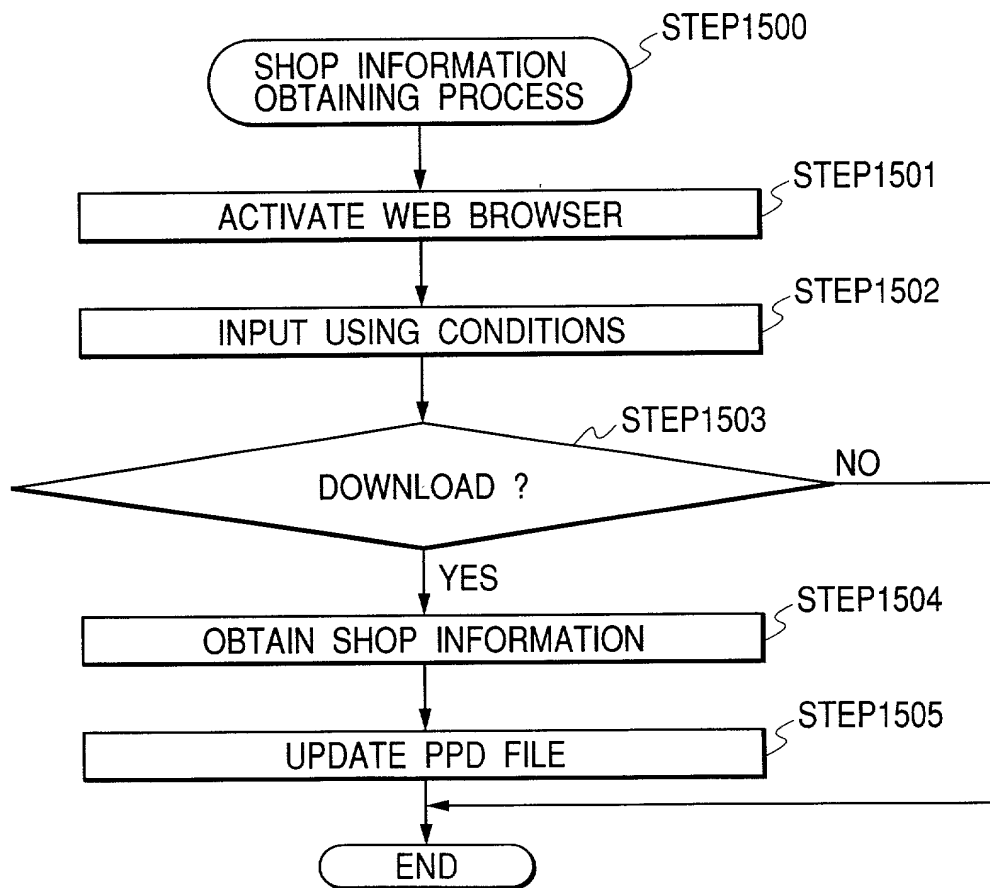 STEP1500
SHOP INFORMATION
OBTAINING PROCESS
STEP1501
ACTIVATE WEB BROWSER
STEP1502
INPUT USING CONDITIONS
STEP1503
DOWNLOAD ?
NO
YES
STEP1504
OBTAIN SHOP INFORMATION
STEP1505
UPDATE PPD FILE
END